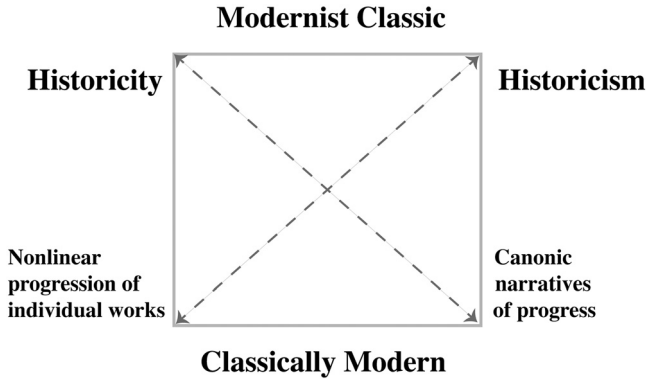 Modernist Classic
Historicity
Historicism
Nonlinear
progression of
individual works
Canonic
narratives
of progress
Classically Modern